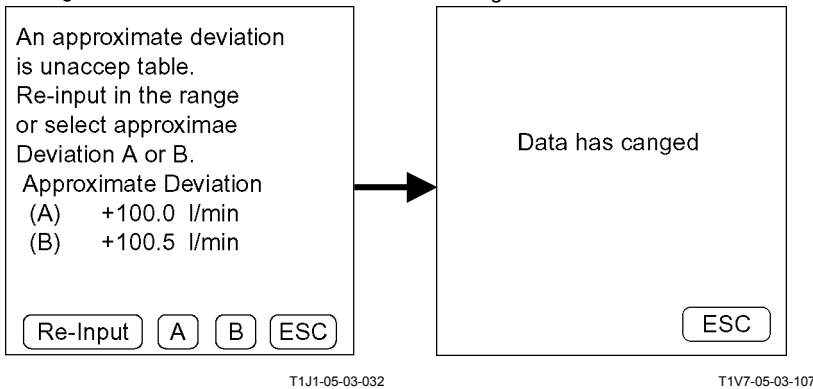 An approximate deviation
is unaccep table.
Re-input in the range
or select approximae
Deviation A or B.
Approximate Deviation
(A) +100.0 l/min
(B) +100.5 l/min
Re-Input A B ESC
T1J1-05-03-032
Data has canged
ESC
T1V7-05-03-107